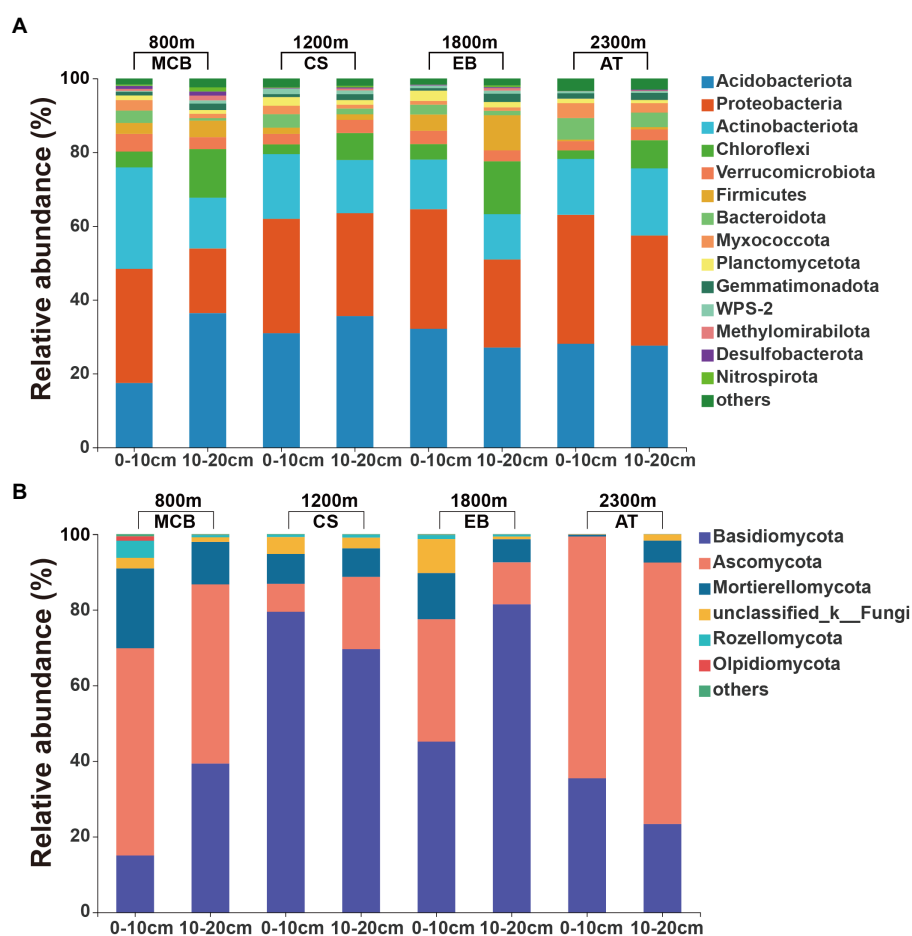 A
800m 1200m 1800m 2300m
MCB CS EB AT
Relative abundance (%)
100
80
60
40
20
0
0-10cm 10-20cm 0-10cm 10-20cm 0-10cm 10-20cm 0-10cm 10-20cm
Acidobacteriota
Proteobacteria
Actinobacteriota
Chloroflexi
Verrucomicrobiota
Firmicutes
Bacteroidota
Myxococcota
Planctomycetota
Gemmatimonadota
WPS-2
Methylomirabilota
Desulfobacterota
Nitrospirota
others
B
800m 1200m 1800m 2300m
MCB CS EB AT
Relative abundance (%)
100
80
60
40
20
0
0-10cm 10-20cm 0-10cm 10-20cm 0-10cm 10-20cm 0-10cm 10-20cm
Basidiomycota
Ascomycota
Mortierellomycota
unclassified_k__Fungi
Rozellomycota
Olpidiomycota
others